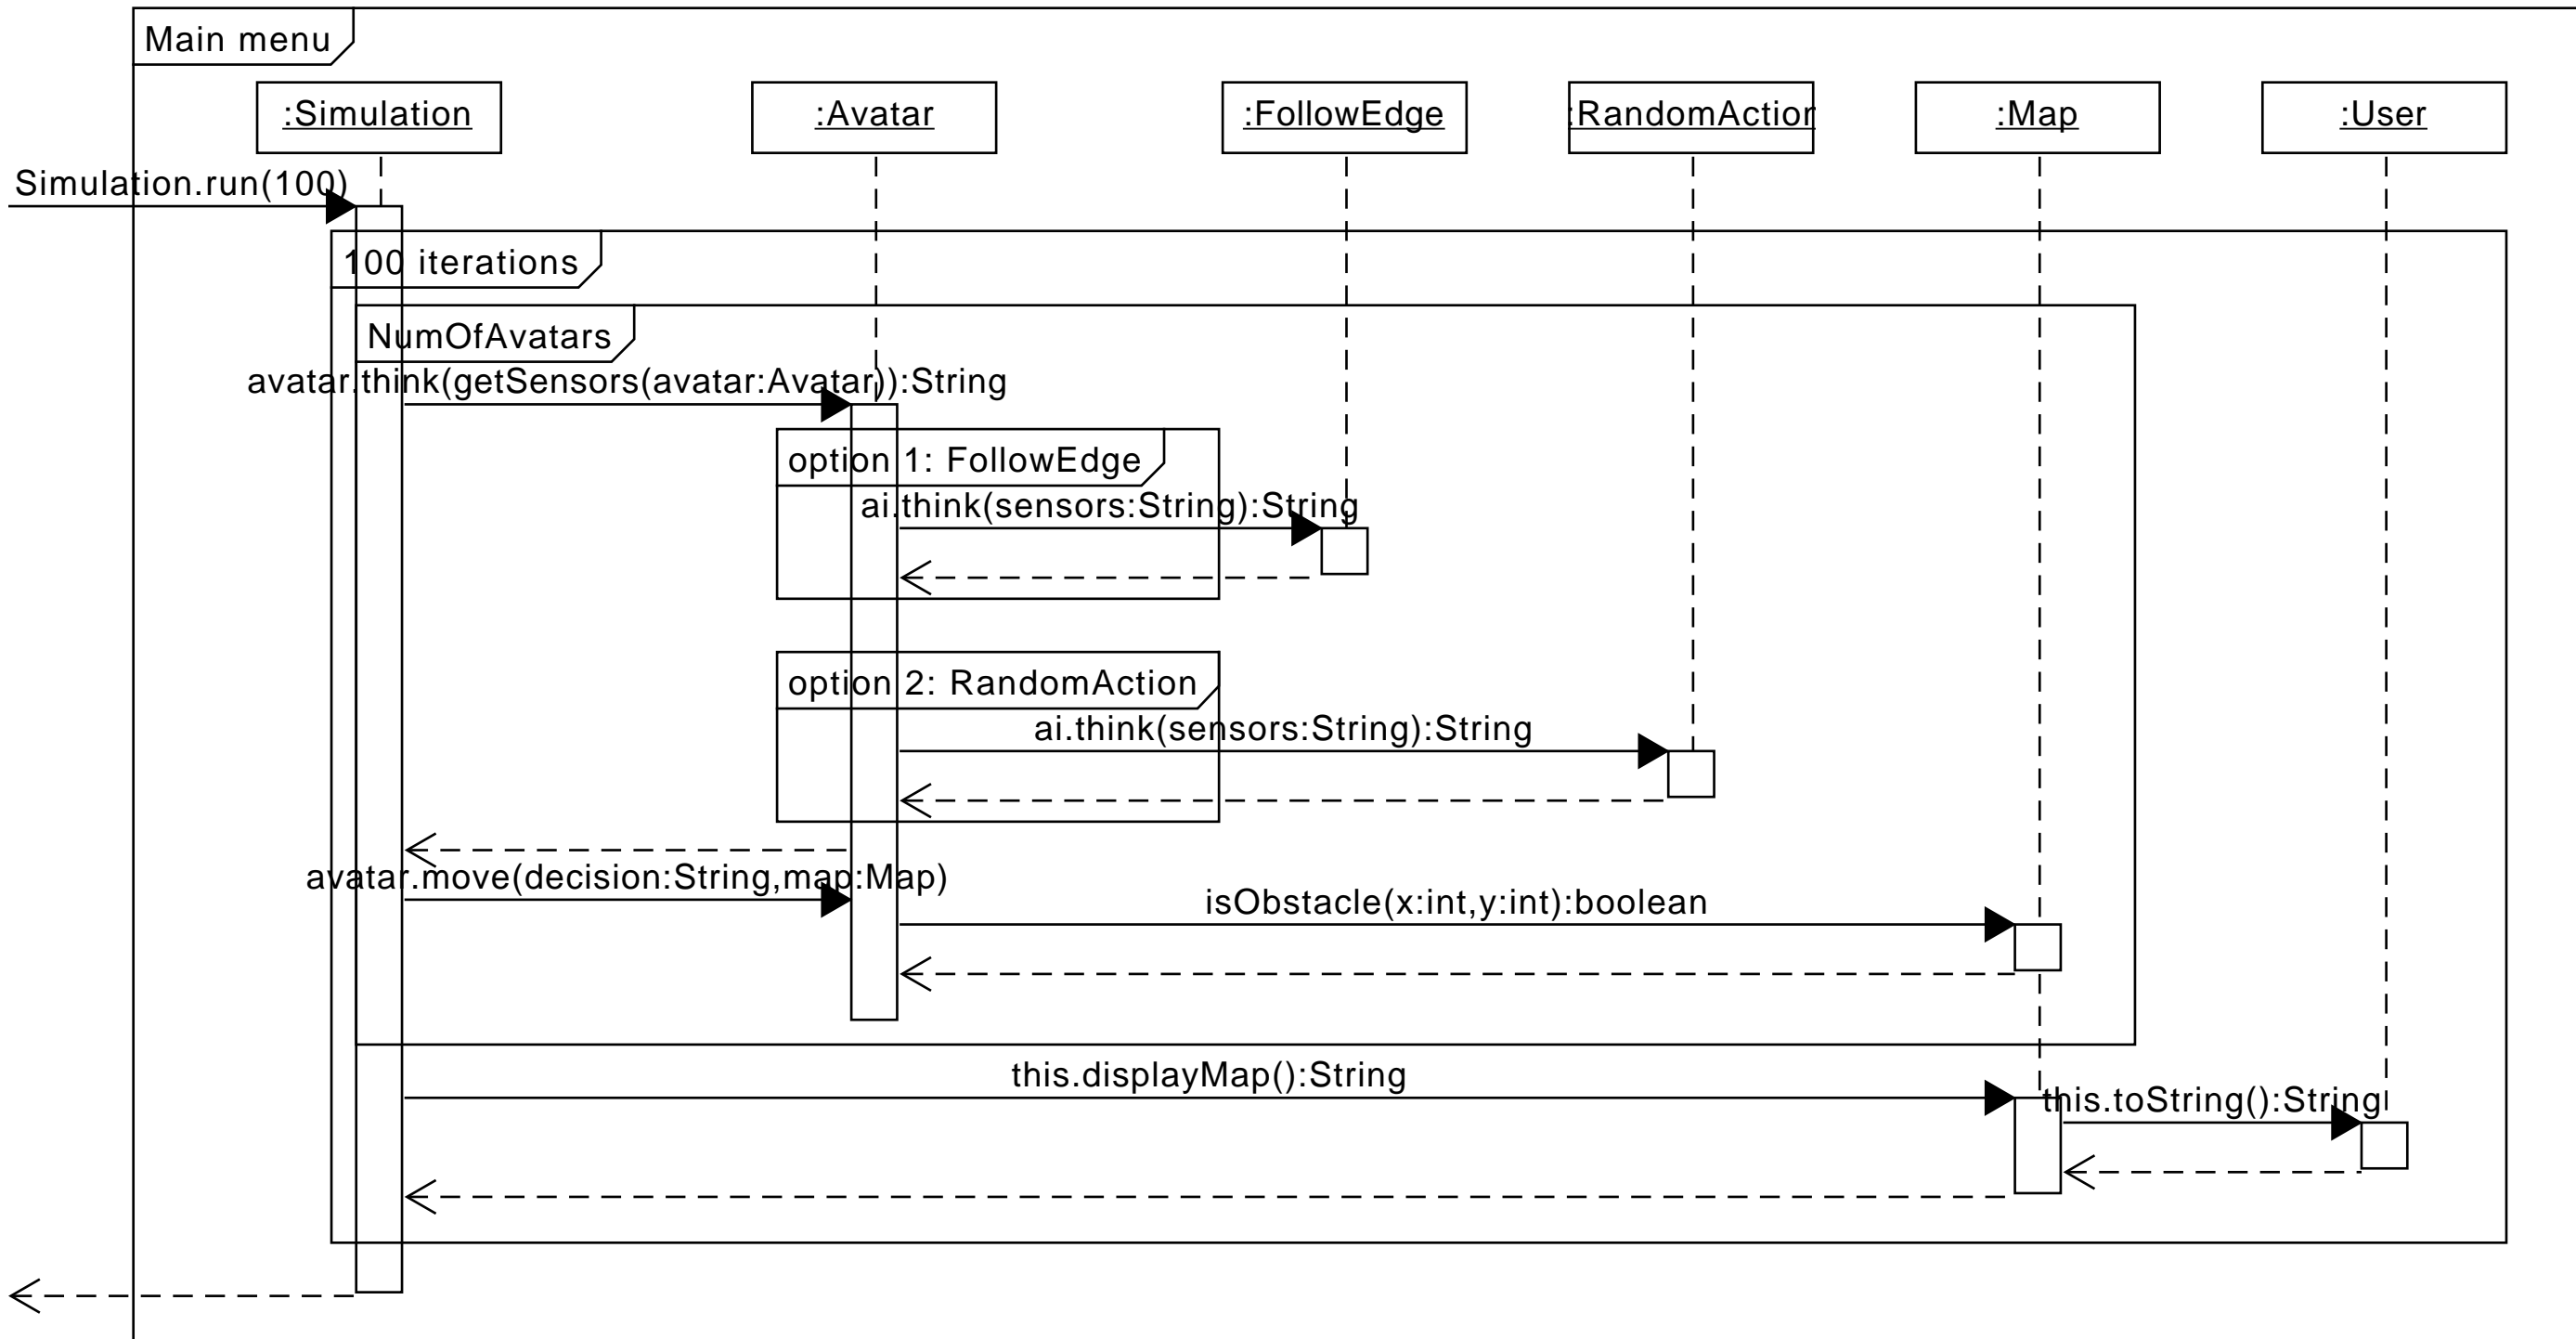 Main menu
:Simulation
:Avatar
:FollowEdge
:RandomAction
:Map
:User
Simulation.run(100)
100 iterations
NumOfAvatars
avatar.think(getSensors(avatar:Avatar)):String
option 1: FollowEdge
ai.think(sensors:String):String
option 2: RandomAction
ai.think(sensors:String):String
avatar.move(decision:String,map:Map)
isObstacle(x:int,y:int):boolean
this.displayMap():String
this.toString():String